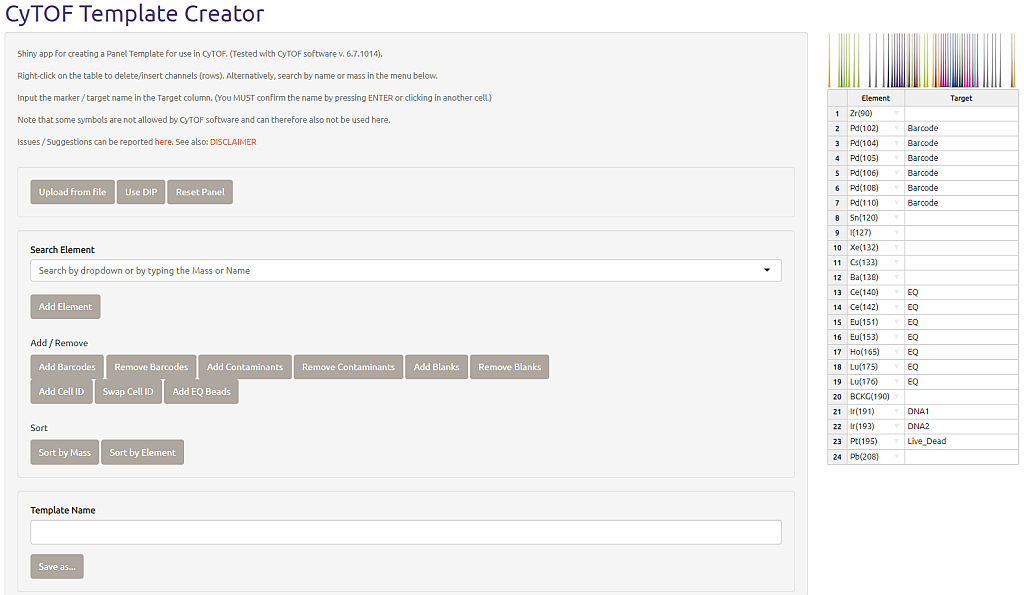 CyTOF Template Creator
Shiny app for creating a Panel Template for use in CyTOF. (Tested with CyTOF software v. 6.7.1014).
Right-click on the table to delete/insert channels (rows). Alternatively, search by name or mass in the menu below.
Input the marker / target name in the Target column. (You MUST confirm the name by pressing ENTER or clicking in another cell.)
Note that some symbols are not allowed by CyTOF software and can therefore also not be used here.
Issues / Suggestions can be reported here. See also: DISCLAIMER
Upload from file Use DIP Reset Panel
Search Element
Search by dropdown or by typing the Mass or Name
Add Element
Add / Remove
Add Barcodes Remove Barcodes Add Contaminants Remove Contaminants Add Blanks Remove Blanks
Add Cell ID Swap Cell ID Add EQ Beads
Sort
Sort by Mass Sort by Element
Template Name
Save as...
Element Target
1 Zr(90)
2 Pd(102) Barcode
3 Pd(104) Barcode
4 Pd(105) Barcode
5 Pd(106) Barcode
6 Pd(108) Barcode
7 Pd(110) Barcode
8 Sn(120)
9 I(127)
10 Xe(132)
11 Cs(133)
12 Ba(138)
13 Ce(140) EQ
14 Ce(142) EQ
15 Eu(151) EQ
16 Eu(153) EQ
17 Ho(165) EQ
18 Lu(175) EQ
19 Lu(176) EQ
20 BCKG(190)
21 Ir(191) DNA1
22 Ir(193) DNA2
23 Pt(195) Live_Dead
24 Pb(208)